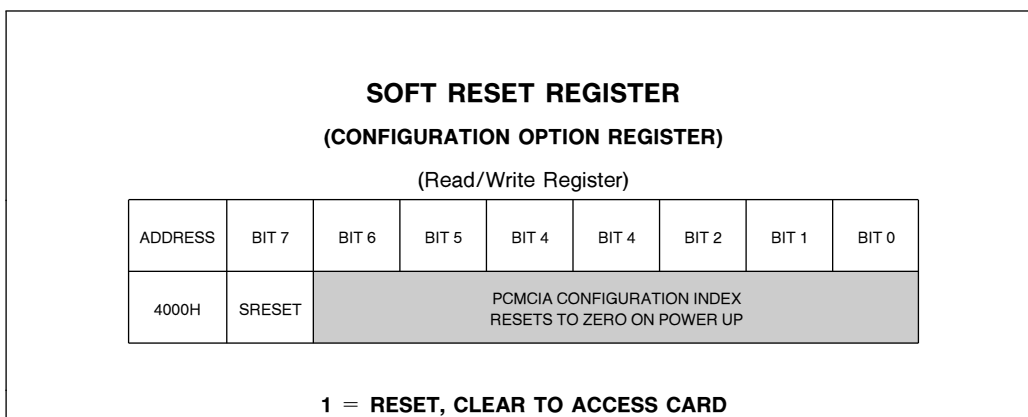 SOFT RESET REGISTER
(CONFIGURATION OPTION REGISTER)
(Read/Write Register)
ADDRESS BIT 7 BIT 6 BIT 5 BIT 4 BIT 4 BIT 2 BIT 1 BIT 0
4000H SRESET PCMCIA CONFIGURATION INDEX
RESETS TO ZERO ON POWER UP
1 = RESET, CLEAR TO ACCESS CARD